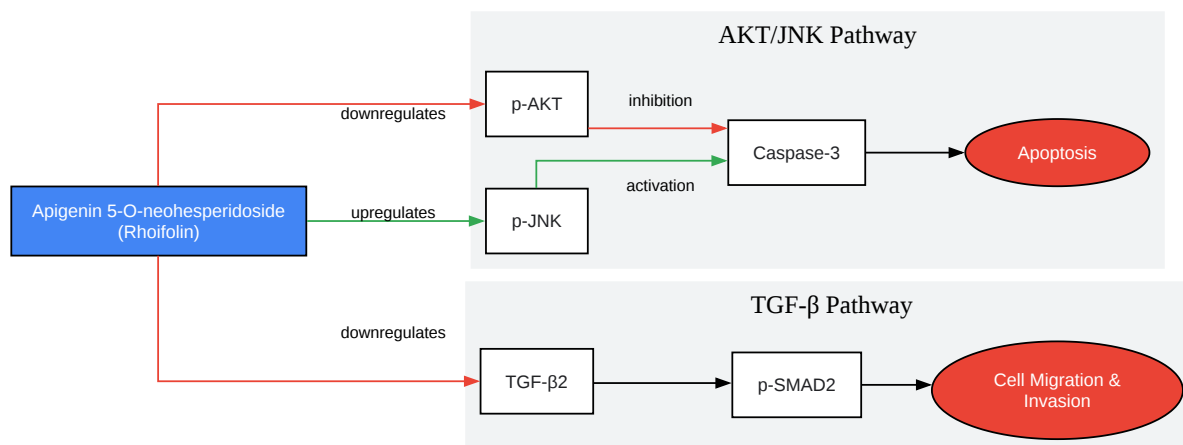 AKT/JNK Pathway
p-AKT
inhibition
downregulates
Caspase-3
Apoptosis
activation
Apigenin 5-O-neohesperidoside
(Rhoifolin)
upregulates
p-JNK
TGF-β Pathway
downregulates
TGF-β2
p-SMAD2
Cell Migration &
Invasion